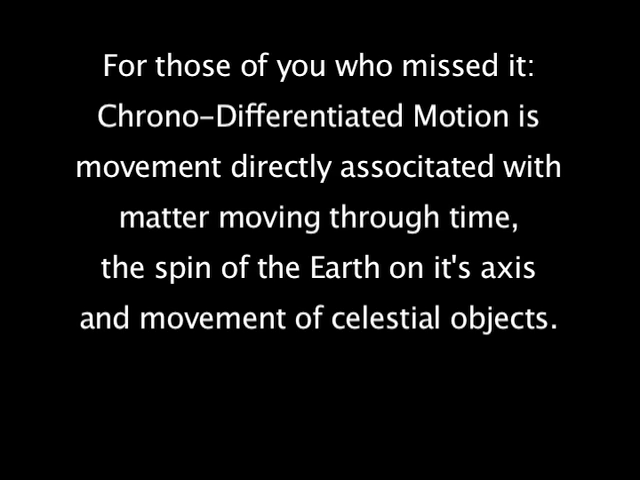 For those of you who missed it:
Chrono-Differentiated Motion is
movement directly associtated with
matter moving through time,
the spin of the Earth on it's axis
and movement of celestial objects.